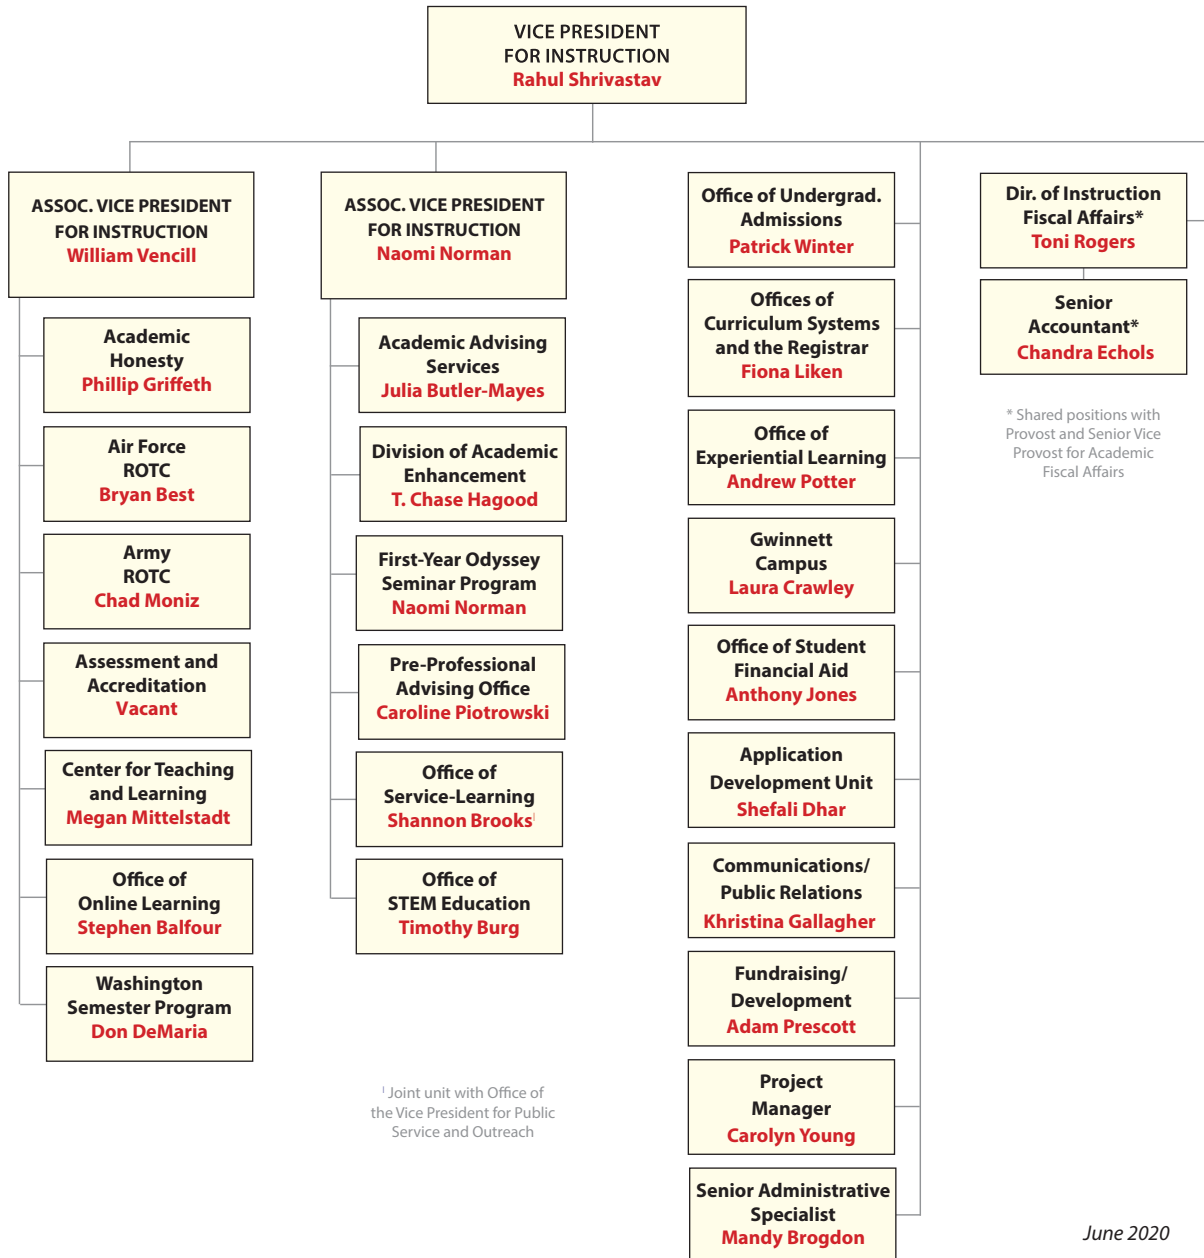 VICE PRESIDENT
FOR INSTRUCTION
Rahul Shrivastav
ASSOC. VICE PRESIDENT
FOR INSTRUCTION
William Vencill
Academic
Honesty
Phillip Griffeth
Air Force
ROTC
Bryan Best
Army
ROTC
Chad Moniz
Assessment and
Accreditation
Vacant
Center for Teaching
and Learning
Megan Mittelstadt
Office of
Online Learning
Stephen Balfour
Washington
Semester Program
Don DeMaria
ASSOC. VICE PRESIDENT
FOR INSTRUCTION
Naomi Norman
Academic Advising
Services
Julia Butler-Mayes
Division of Academic
Enhancement
T. Chase Hagood
First-Year Odyssey
Seminar Program
Naomi Norman
Pre-Professional
Advising Office
Caroline Piotrowski
Office of
Service-Learning
Shannon Brooks|
Office of
STEM Education
Timothy Burg
| Joint unit with Office of
the Vice President for Public
Service and Outreach
Office of Undergrad.
Admissions
Patrick Winter
Offices of
Curriculum Systems
and the Registrar
Fiona Liken
Office of
Experiential Learning
Andrew Potter
Gwinnett
Campus
Laura Crawley
Office of Student
Financial Aid
Anthony Jones
Application
Development Unit
Shefali Dhar
Communications/
Public Relations
Khristina Gallagher
Fundraising/
Development
Adam Prescott
Project
Manager
Carolyn Young
Senior Administrative
Specialist
Mandy Brogdon
Dir. of Instruction
Fiscal Affairs*
Toni Rogers
Senior
Accountant*
Chandra Echols
* Shared positions with
Provost and Senior Vice
Provost for Academic
Fiscal Affairs
June 2020